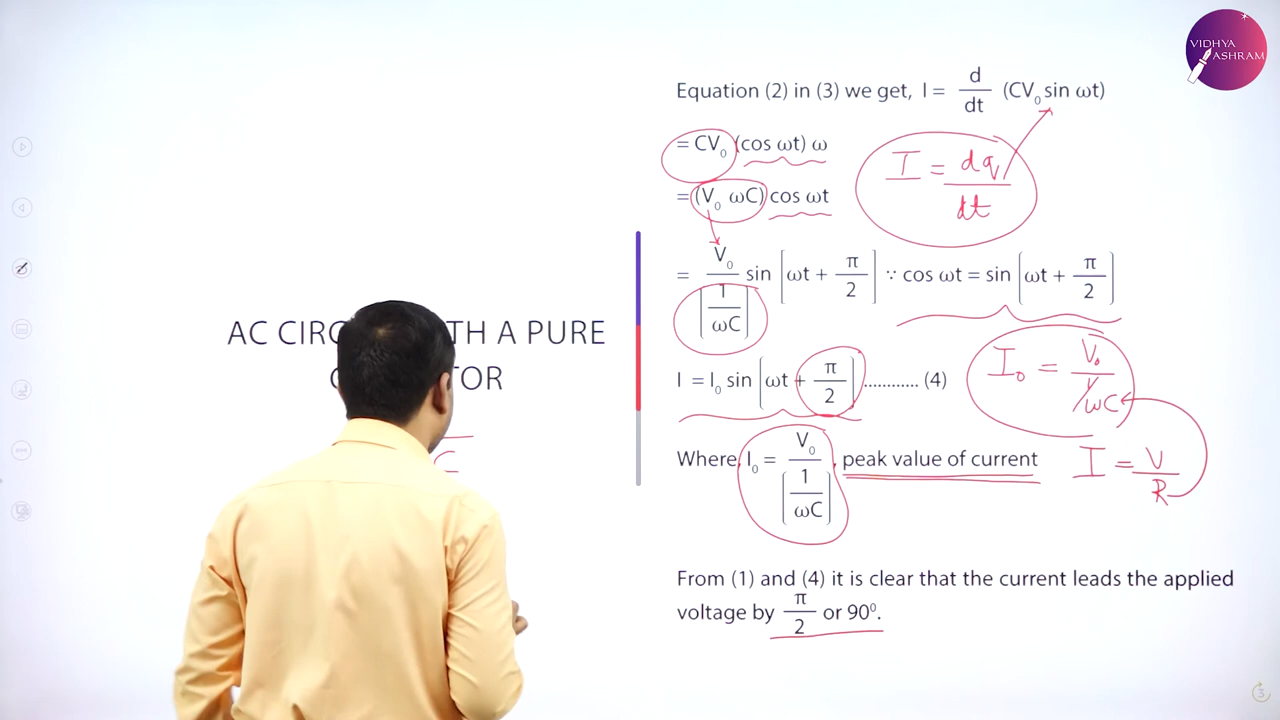 VIDHYA
ASHRAM
Equation (2) in (3) we get, I = d/dt (CV₀ sin ωt)
= CV₀ (cos ωt) ω
I = dq/dt
= (V₀ ωC) cos ωt
= V₀/[1/ωC] sin [ωt + π/2] ∵ cos ωt = sin [ωt + π/2]
AC WITH A PURE
I = I₀ sin [ωt + π/2] ............ (4)
I₀ = V₀/1/ωC
Where, I₀ = V₀/[1/ωC], peak value of current
I = V/R
C
From (1) and (4) it is clear that the current leads the applied
voltage by π/2 or 90⁰.
3